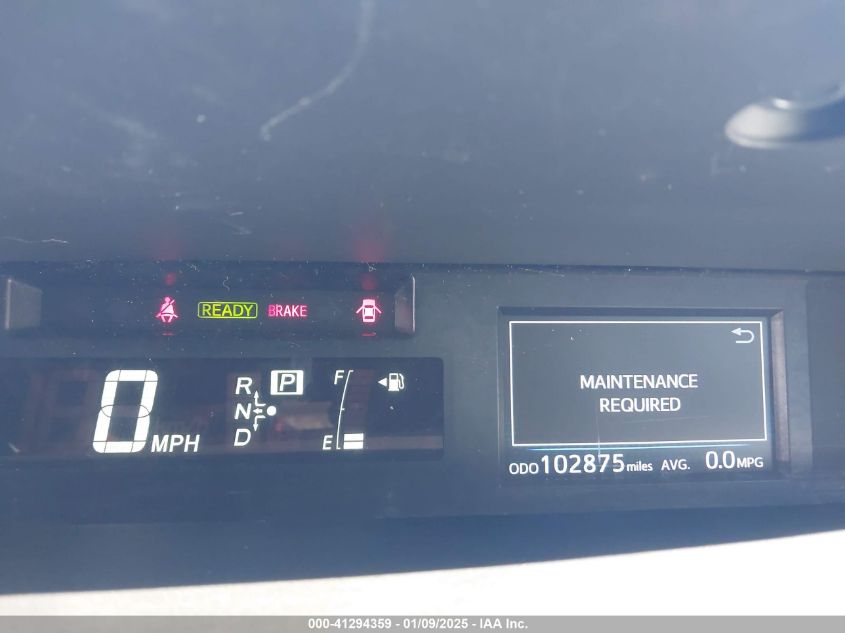 READY BRAKE
0 MPH
R P
N
D
F
E
MAINTENANCE
REQUIRED
ODO 102875 miles AVG. 0.0 MPG
000-41294359 - 01/09/2025 - IAA Inc.